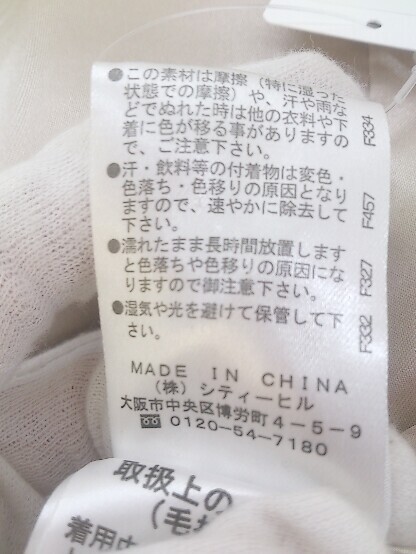 ●この素材は摩擦(特に湿った
状態での摩擦)や、汗や雨な
どでぬれた時は他の衣料や下
着に色が移る事がありますの
で、ご注意下さい。 F334
●汗・飲料等の付着物は変色・
色落ち・色移りの原因となり
ますので、速やかに除去して
下さい。 F457
●濡れたまま長時間放置します
と色落ちや色移りの原因にな
りますので御注意下さい。 F327
●湿気や光を避けて保管して下
さい。 F332
MADE IN CHINA
(株) シティーヒル
大阪市中央区博労町4-5-9
0120-54-7180
取扱上の
(毛
着用